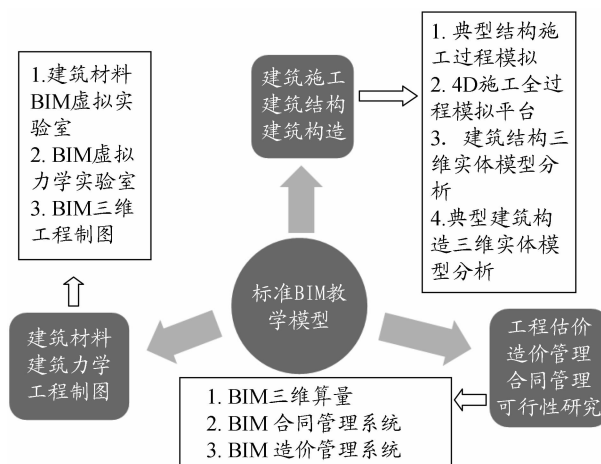 1.建筑材料
BIM虚拟实
验室
2. BIM虚拟
力学实验室
3. BIM三维
工程制图
建筑施工
建筑结构
建筑构造
1. 典型结构施
工过程模拟
2. 4D施工全过
程模拟平台
3. 建筑结构三
维实体模型分
析
4.典型建筑构
造三维实体模
型分析
标准BIM教
学模型
建筑材料
建筑力学
工程制图
工程估价
造价管理
合同管理
可行性研究
1. BIM三维算量
2. BIM 合同管理系统
3. BIM 造价管理系统